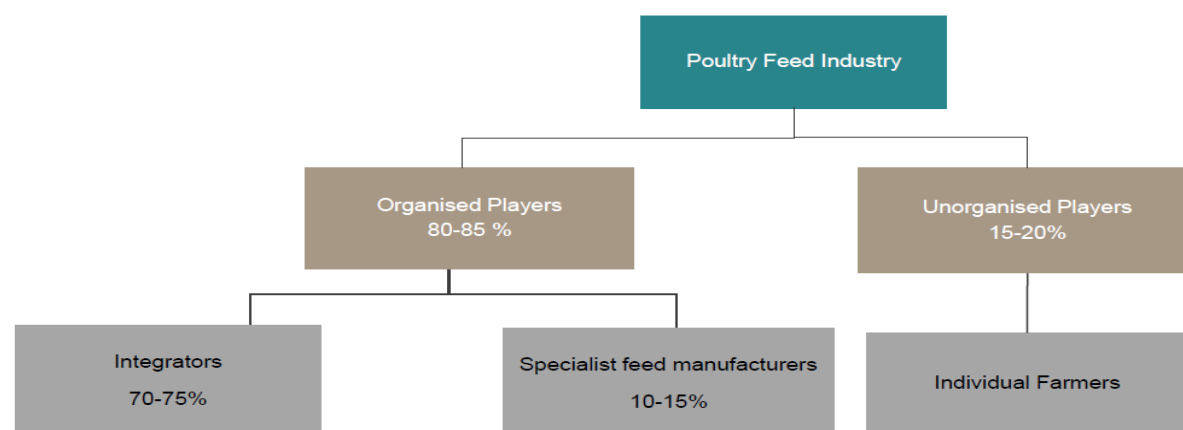 Poultry Feed Industry
Organised Players
80-85 %
Unorganised Players
15-20%
Integrators
70-75%
Specialist feed manufacturers
10-15%
Individual Farmers